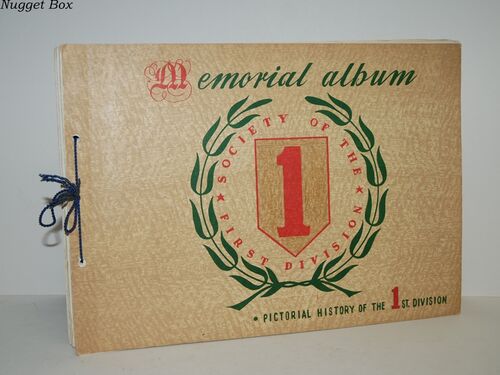 Nugget Box
Memorial album
SOCIETY OF THE
★ FIRST DIVISION ★
1
• PICTORIAL HISTORY OF THE 1ST. DIVISION